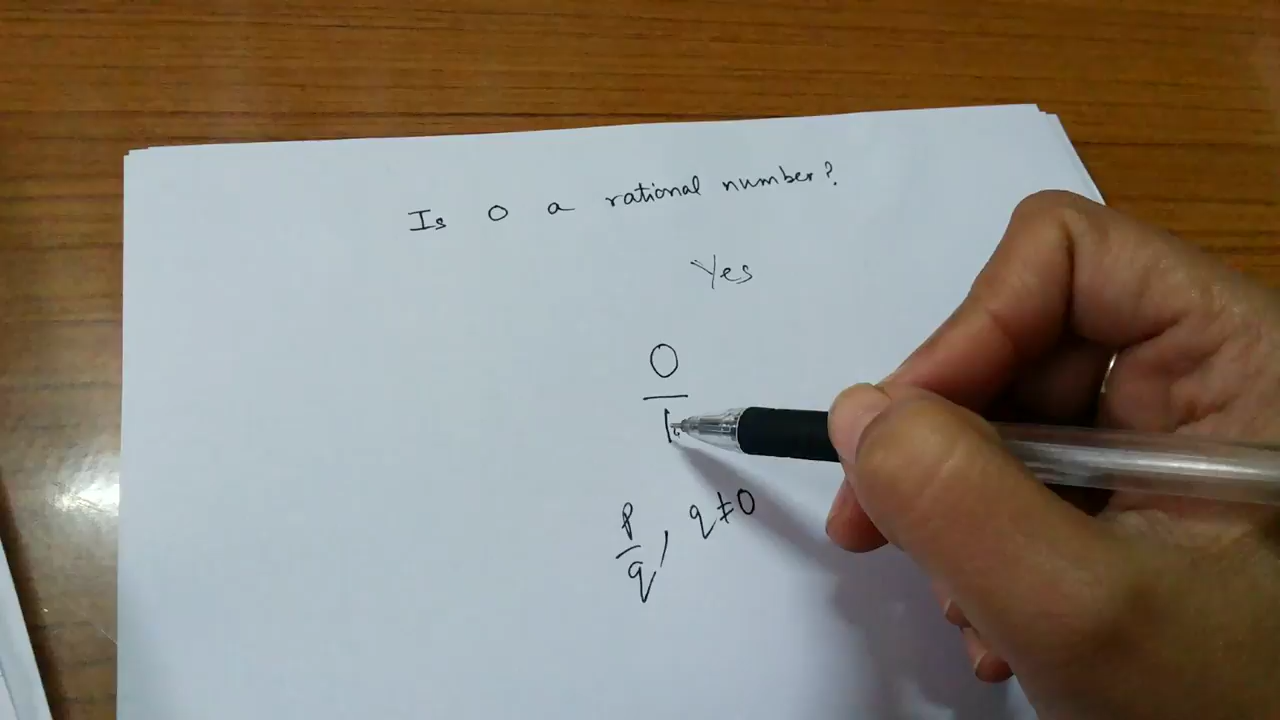 Is 0 a rational number?
Yes
0
1
p/q, q≠0